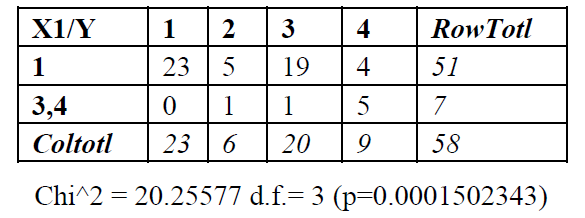 X1/Y 1 2 3 4 RowTotl
1 23 5 19 4 51
3,4 0 1 1 5 7
Coltotl 23 6 20 9 58
Chi^2 = 20.25577 d.f.= 3 (p=0.0001502343)